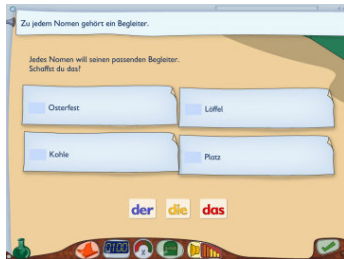 Zu jedem Nomen gehört ein Begleiter.
Jedes Nomen will seinen passenden Begleiter.
Schaffst du das?
Osterfest
Löffel
Kohle
Platz
der die das